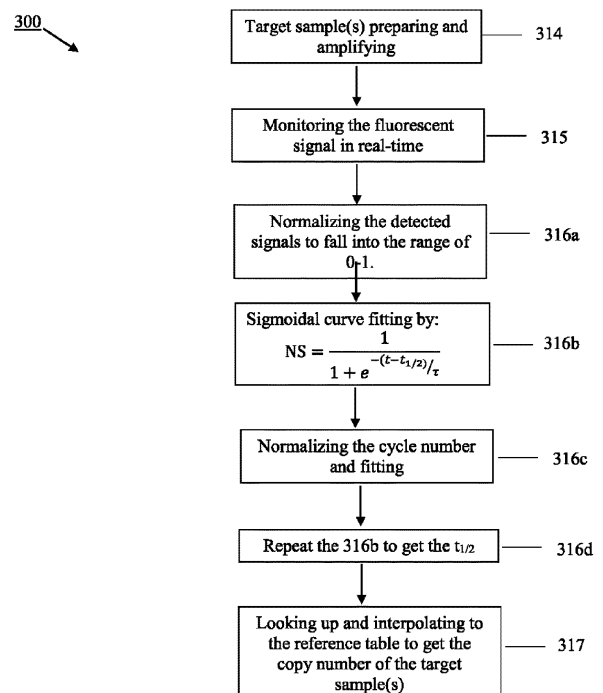 300
Target sample(s) preparing and
amplifying
314
Monitoring the fluorescent
signal in real-time
315
Normalizing the detected
signals to fall into the range of
0-1.
316a
Sigmoidal curve fitting by:
NS = 1 / (1 + e^(-(t-t_{1/2})/τ))
316b
Normalizing the cycle number
and fitting
316c
Repeat the 316b to get the t1/2
316d
Looking up and interpolating to
the reference table to get the
copy number of the target
sample(s)
317